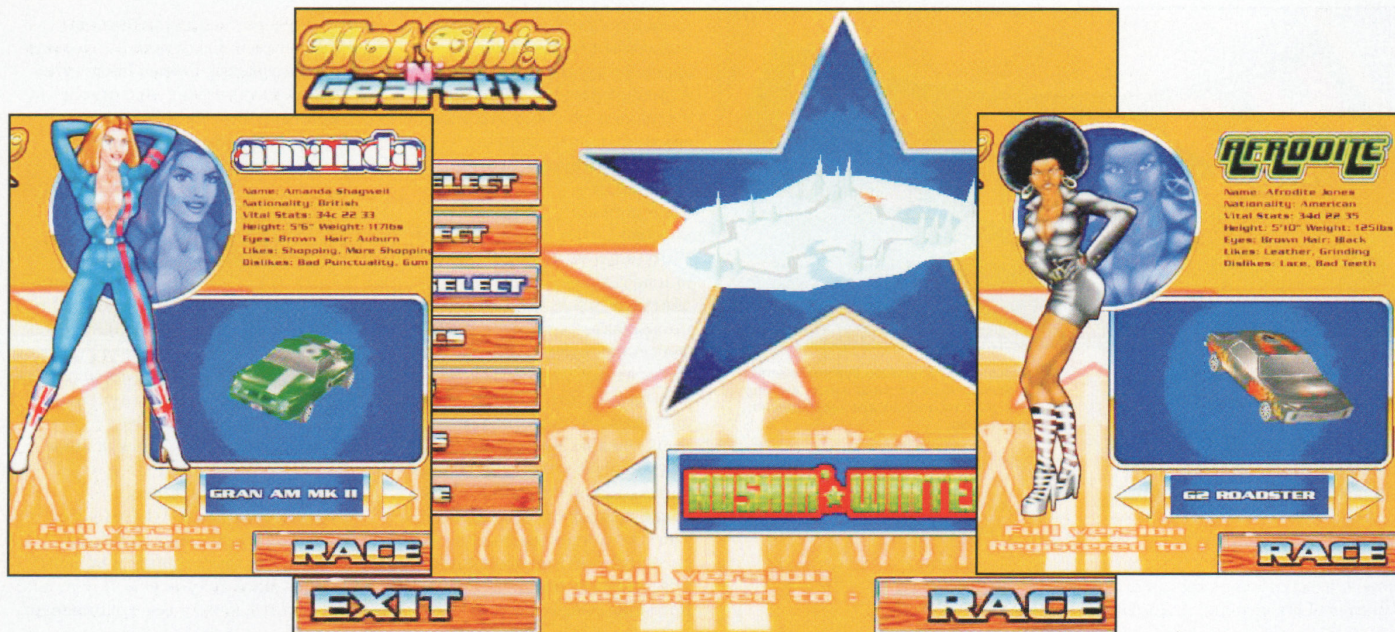 Hot Chix
'N'
Gearstix
ELECT
ECT
SELECT
CS
S
E
RUSHIN' WINTE
Full version
Registered to :
EXIT
RACE
amanda
Name: Amanda Shagwell
Nationality: British
Vital Stats: 34c 22 33
Height: 5'6" Weight: 117lbs
Eyes: Brown Hair: Auburn
Likes: Shopping, More Shopping
Dislikes: Bad Punctuality, Gum
GRAN AM MK II
Full version
Registered to :
RACE
AFRODITE
Name: Afrodite Jones
Nationality: American
Vital Stats: 34d 22 35
Height: 5'10" Weight: 125lbs
Eyes: Brown Hair: Black
Likes: Leather, Grinding
Dislikes: Lace, Bad Teeth
G2 ROADSTER
Full version
Registered to :
RACE